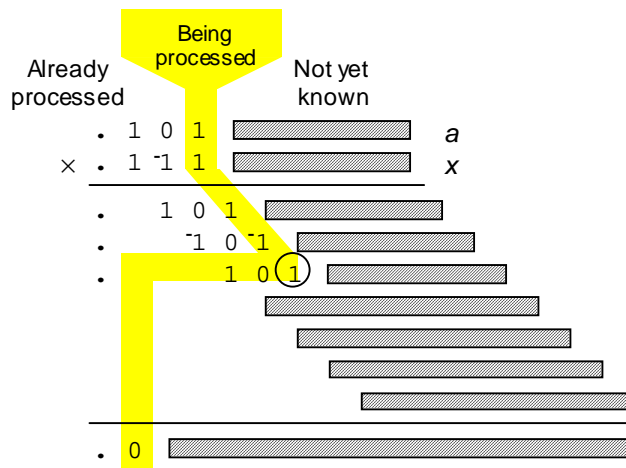 Being
processed
Already
processed
Not yet
known
. 1 0 1 a
× . 1 ⁻1 1 x
. 1 0 1
. ⁻1 0 ⁻1
. 1 0 1
. 0